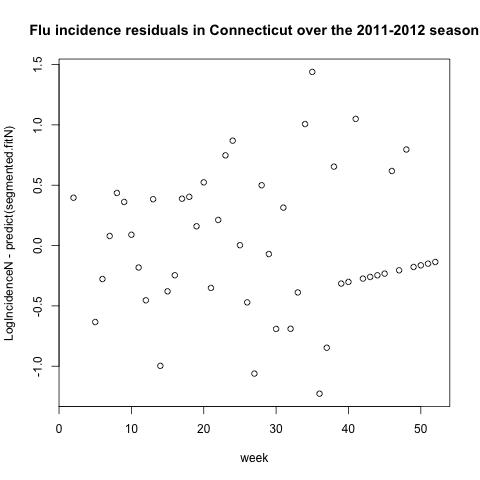 Flu incidence residuals in Connecticut over the 2011-2012 season
LogIncidenceN - predict(segmented.fitN)
1.5
1.0
0.5
0.0
-0.5
-1.0
0 10 20 30 40 50
week